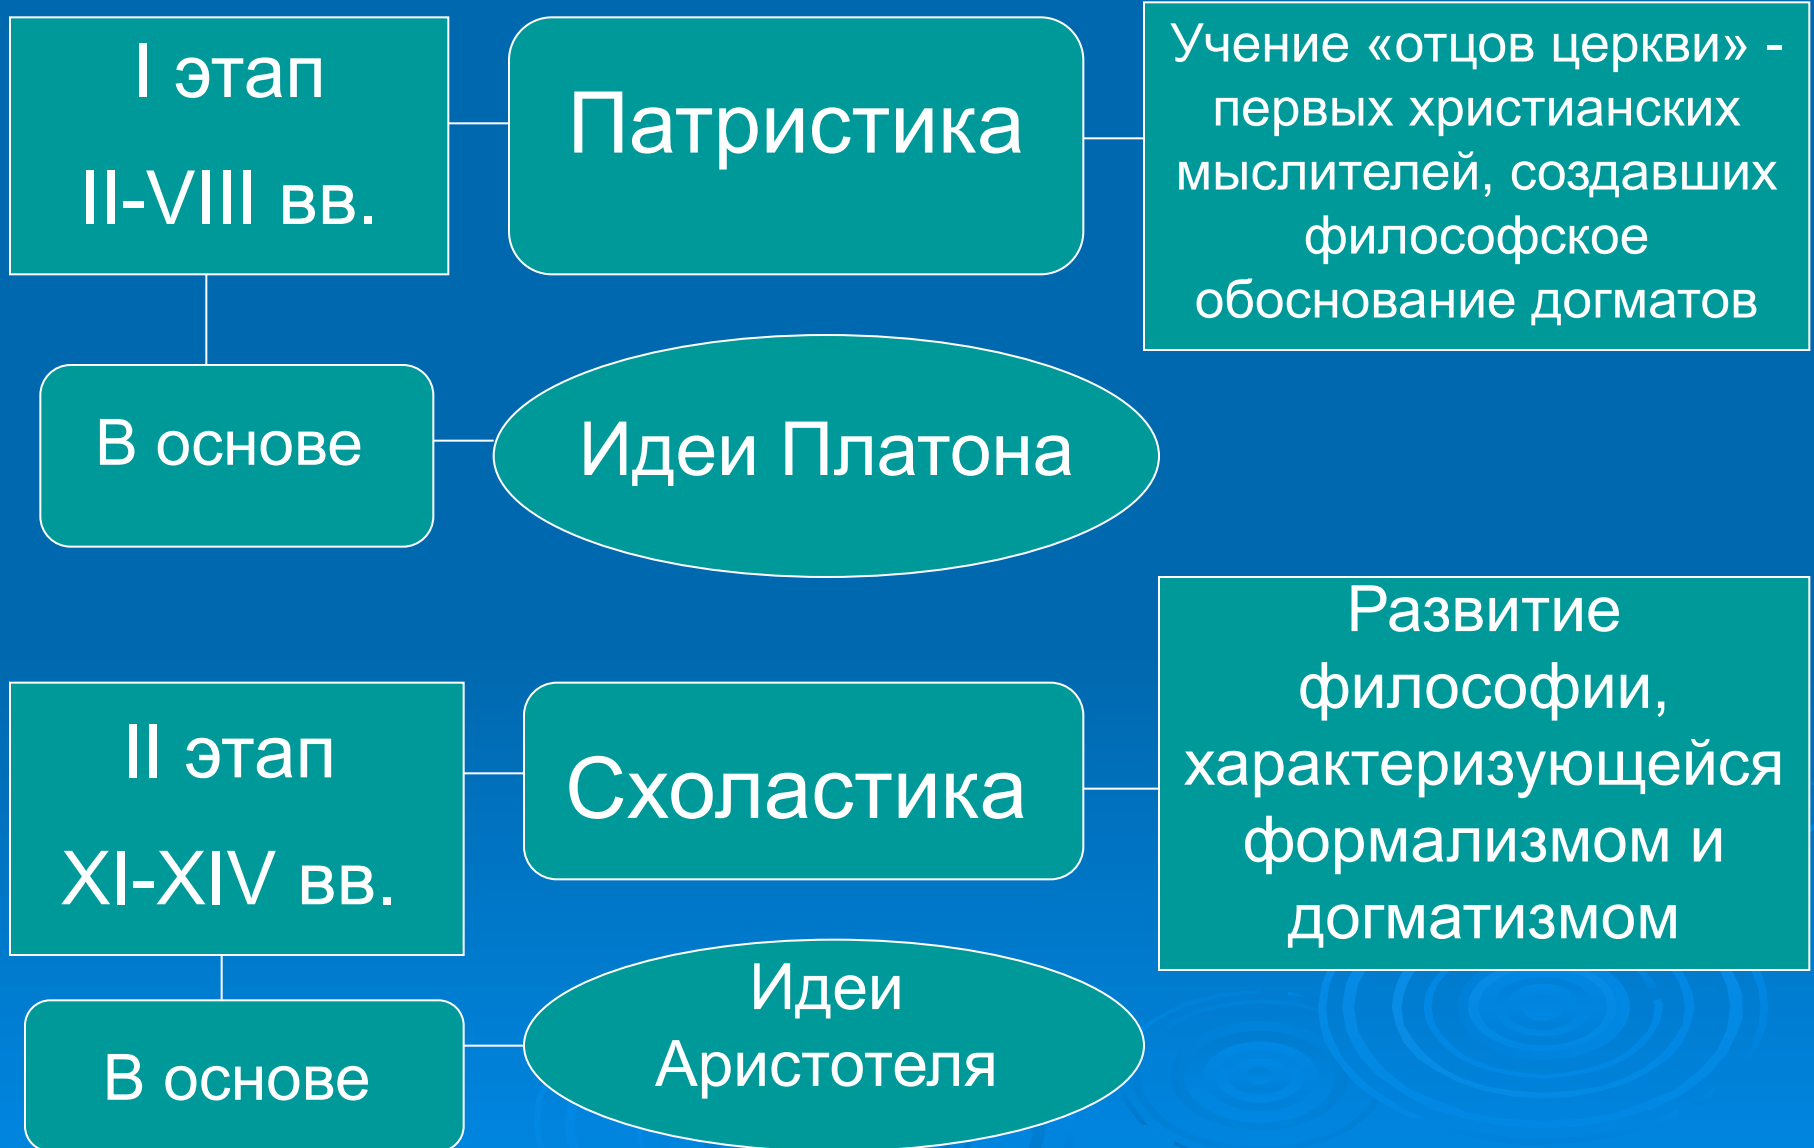 I этап
II-VIII вв.
Патристика
Учение «отцов церкви» -
первых христианских
мыслителей, создавших
философское
обоснование догматов
В основе
Идеи Платона
II этап
XI-XIV вв.
Схоластика
Развитие
философии,
характеризующейся
формализмом и
догматизмом
В основе
Идеи
Аристотеля